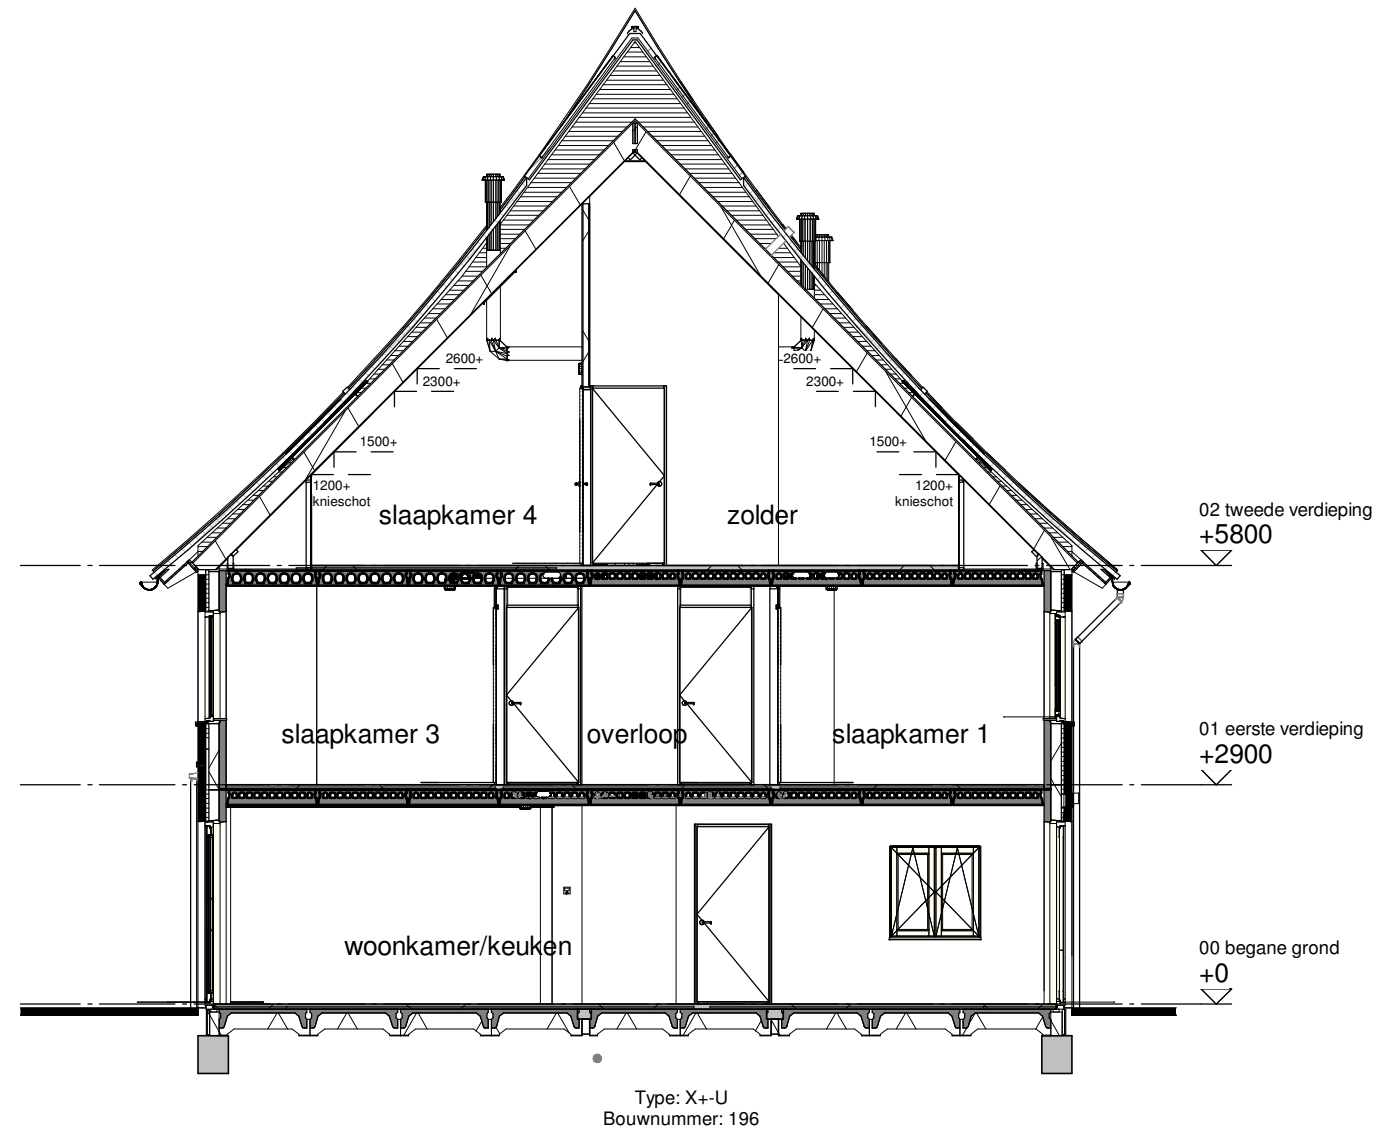 2600+
2300+
1500+
1200+
knieschot
slaapkamer 4
2600+
2300+
1500+
1200+
knieschot
zolder
02 tweede verdieping
+5800
slaapkamer 3
overloop
slaapkamer 1
01 eerste verdieping
+2900
woonkamer/keuken
00 begane grond
+0
Type: X+-U
Bouwnummer: 196